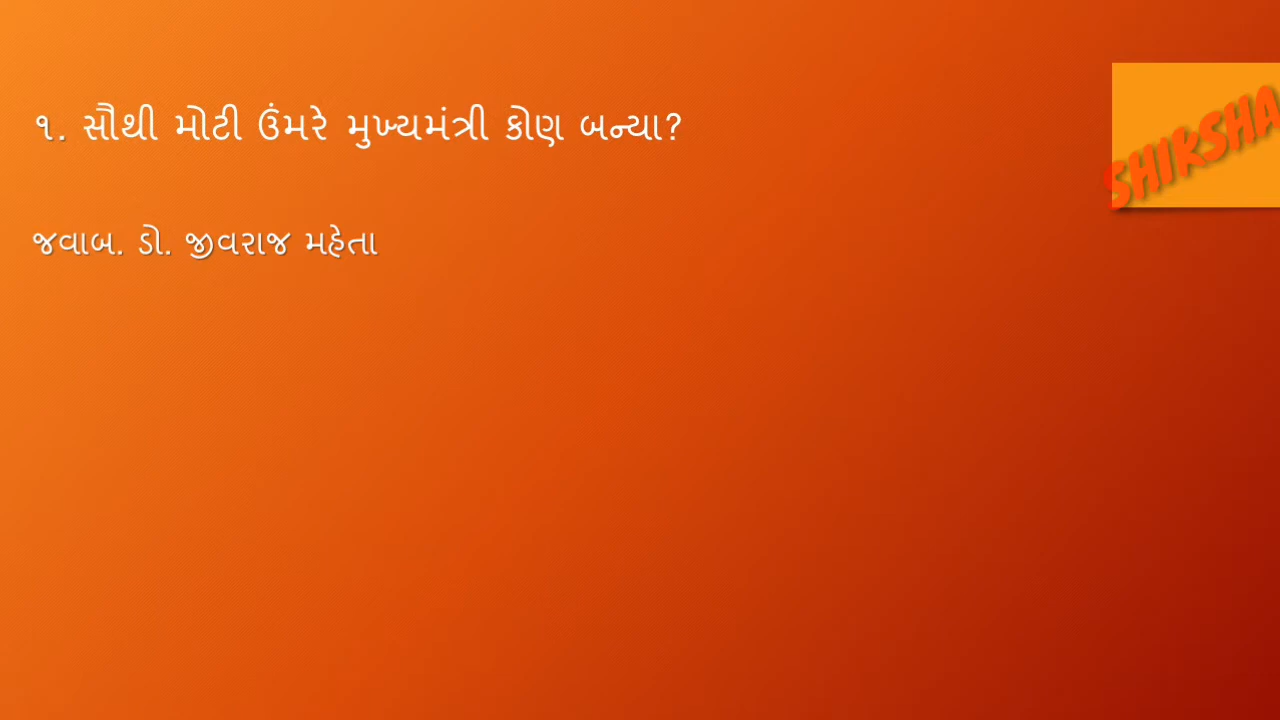 ૧. સૌથી મોટી ઉંમરે મુખ્યમંત્રી કોણ બન્યા?
SHIKSHA
જવાબ. ડો. જીવરાજ મહેતા